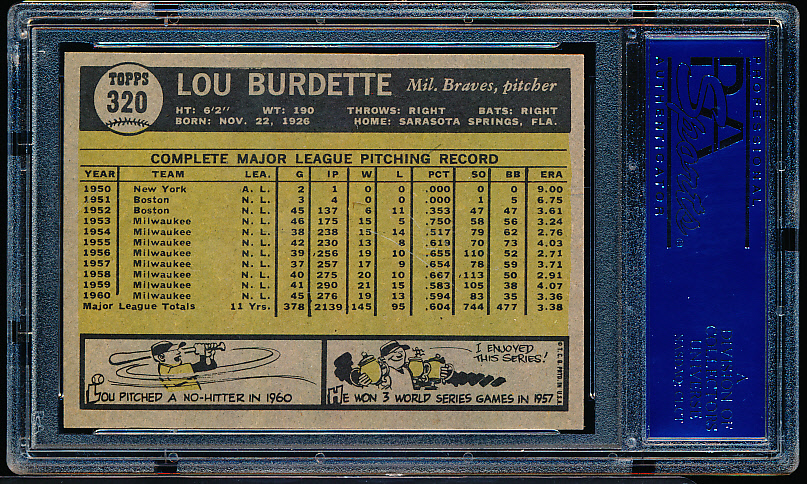 TOPPS
320
LOU BURDETTE Mil. Braves, pitcher
HT: 6'2" WT: 190 THROWS: RIGHT BATS: RIGHT
BORN: NOV. 22, 1926 HOME: SARASOTA SPRINGS, FLA.
COMPLETE MAJOR LEAGUE PITCHING RECORD
YEAR TEAM LEA. G IP W L PCT SO BB ERA
1950 New York A. L. 2 1 0 0 .000 0 0 9.00
1951 Boston N. L. 3 4 0 0 .000 1 5 6.75
1952 Boston N. L. 45 137 6 11 .353 47 47 3.61
1953 Milwaukee N. L. 46 175 15 5 .750 58 56 3.24
1954 Milwaukee N. L. 38 238 15 14 .517 79 62 2.76
1955 Milwaukee N. L. 42 230 13 8 .619 70 73 4.03
1956 Milwaukee N. L. 39 256 19 10 .655 110 52 2.71
1957 Milwaukee N. L. 37 257 17 9 .654 78 59 3.71
1958 Milwaukee N. L. 40 275 20 10 .667 113 50 2.91
1959 Milwaukee N. L. 41 290 21 15 .583 105 38 4.07
1960 Milwaukee N. L. 45 276 19 13 .594 83 35 3.36
Major League Totals 11 Yrs. 378 2139 145 95 .604 744 477 3.38
LOU PITCHED A NO-HITTER IN 1960
I ENJOYED
THIS SERIES!
HE WON 3 WORLD SERIES GAMES IN 1957
© T.C.G. PRTD. IN U.S.A.
PROFESSIONAL
PSA
AUTHENTICATOR
A
DIVISION OF
COLLECTORS
UNIVERSE